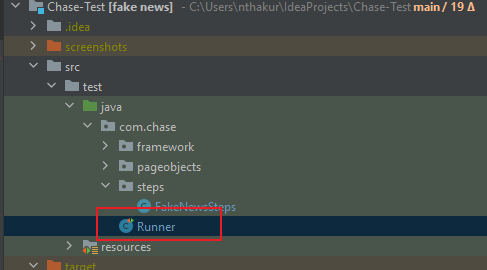 Chase-Test [fake news] - C:\Users\nthakur\IdeaProjects\Chase-Test main / 19 Δ
.idea
screenshots
src
test
java
com.chase
framework
pageobjects
steps
FakeNewsSteps
Runner
resources
target